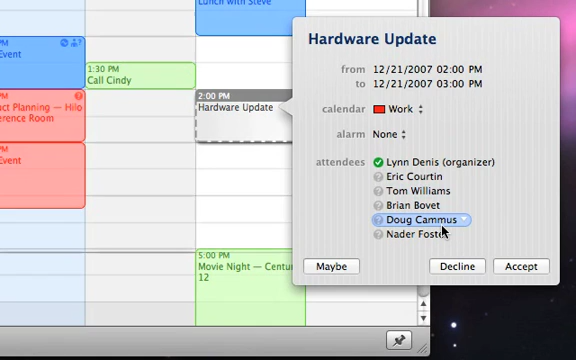 Lunch with Steve
PM
Event
1:30 PM
Call Cindy
PM
ct Planning — Hilo
ference Room
Event
2:00 PM
Hardware Update
5:00 PM
Movie Night — Centu
12
Hardware Update
from 12/21/2007 02:00 PM
to 12/21/2007 03:00 PM
calendar Work
alarm None
attendees Lynn Denis (organizer)
Eric Courtin
Tom Williams
Brian Bovet
Doug Cammus
Nader Foste
Maybe Decline Accept